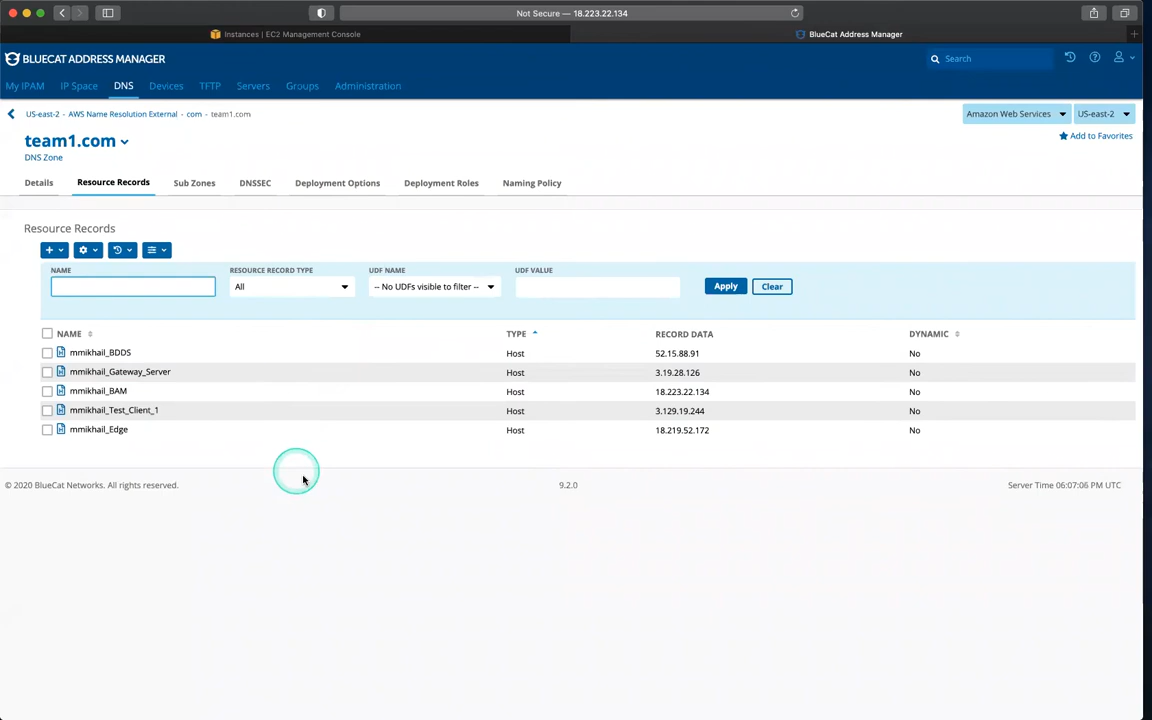 Not Secure — 18.223.22.134
Instances | EC2 Management Console
BlueCat Address Manager
BLUECAT ADDRESS MANAGER
Search
My IPAM IP Space DNS Devices TFTP Servers Groups Administration
US-east-2 - AWS Name Resolution External - com - team1.com
Amazon Web Services US-east-2
team1.com
Add to Favorites
DNS Zone
Details Resource Records Sub Zones DNSSEC Deployment Options Deployment Roles Naming Policy
Resource Records
NAME RESOURCE RECORD TYPE UDF NAME UDF VALUE
All -- No UDFs visible to filter -- Apply Clear
NAME TYPE RECORD DATA DYNAMIC
mmikhail_BDDS Host 52.15.88.91 No
mmikhail_Gateway_Server Host 3.19.28.126 No
mmikhail_BAM Host 18.223.22.134 No
mmikhail_Test_Client_1 Host 3.129.19.244 No
mmikhail_Edge Host 18.219.52.172 No
© 2020 BlueCat Networks. All rights reserved. 9.2.0 Server Time 06:07:06 PM UTC